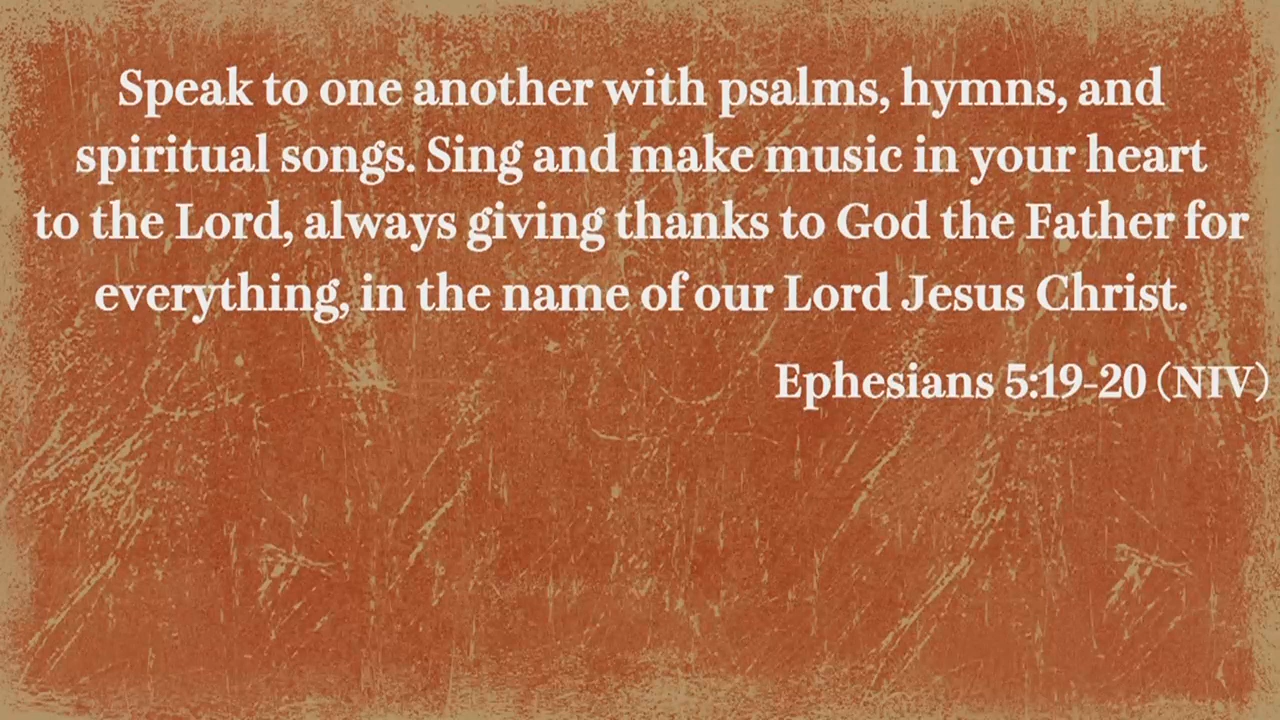 Speak to one another with psalms, hymns, and
spiritual songs. Sing and make music in your heart
to the Lord, always giving thanks to God the Father for
everything, in the name of our Lord Jesus Christ.
Ephesians 5:19-20 (NIV)